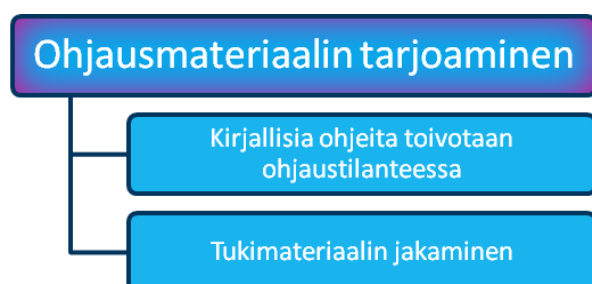 Ohjausmateriaalin tarjoaminen
Kirjallisia ohjeita toivotaan
ohjaustilanteessa
Tukimateriaalin jakaminen